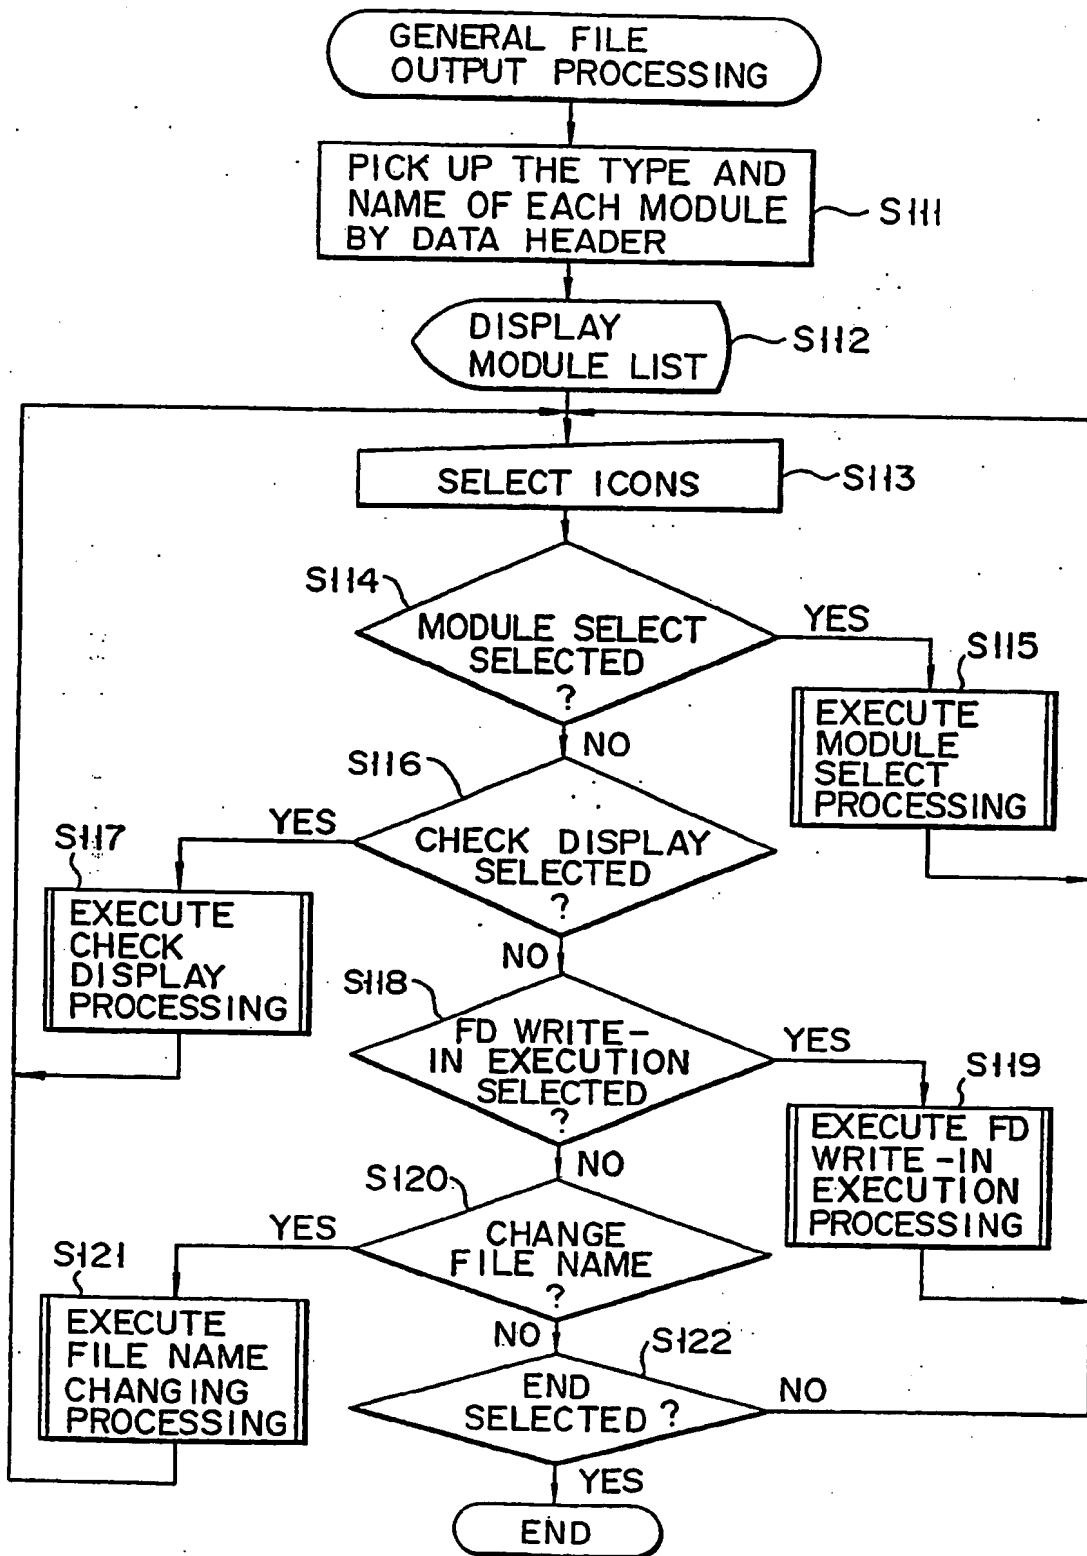 GENERAL FILE
OUTPUT PROCESSING
PICK UP THE TYPE AND
NAME OF EACH MODULE
BY DATA HEADER
S111
DISPLAY
MODULE LIST
S112
SELECT ICONS
S113
S114
MODULE SELECT
SELECTED
?
YES
S115
EXECUTE
MODULE
SELECT
PROCESSING
NO
S116
CHECK DISPLAY
SELECTED
?
YES
S117
EXECUTE
CHECK
DISPLAY
PROCESSING
NO
S118
FD WRITE-
IN EXECUTION
SELECTED
?
YES
S119
EXECUTE FD
WRITE-IN
EXECUTION
PROCESSING
NO
S120
CHANGE
FILE NAME
?
YES
S121
EXECUTE
FILE NAME
CHANGING
PROCESSING
NO
S122
END
SELECTED ?
NO
YES
END